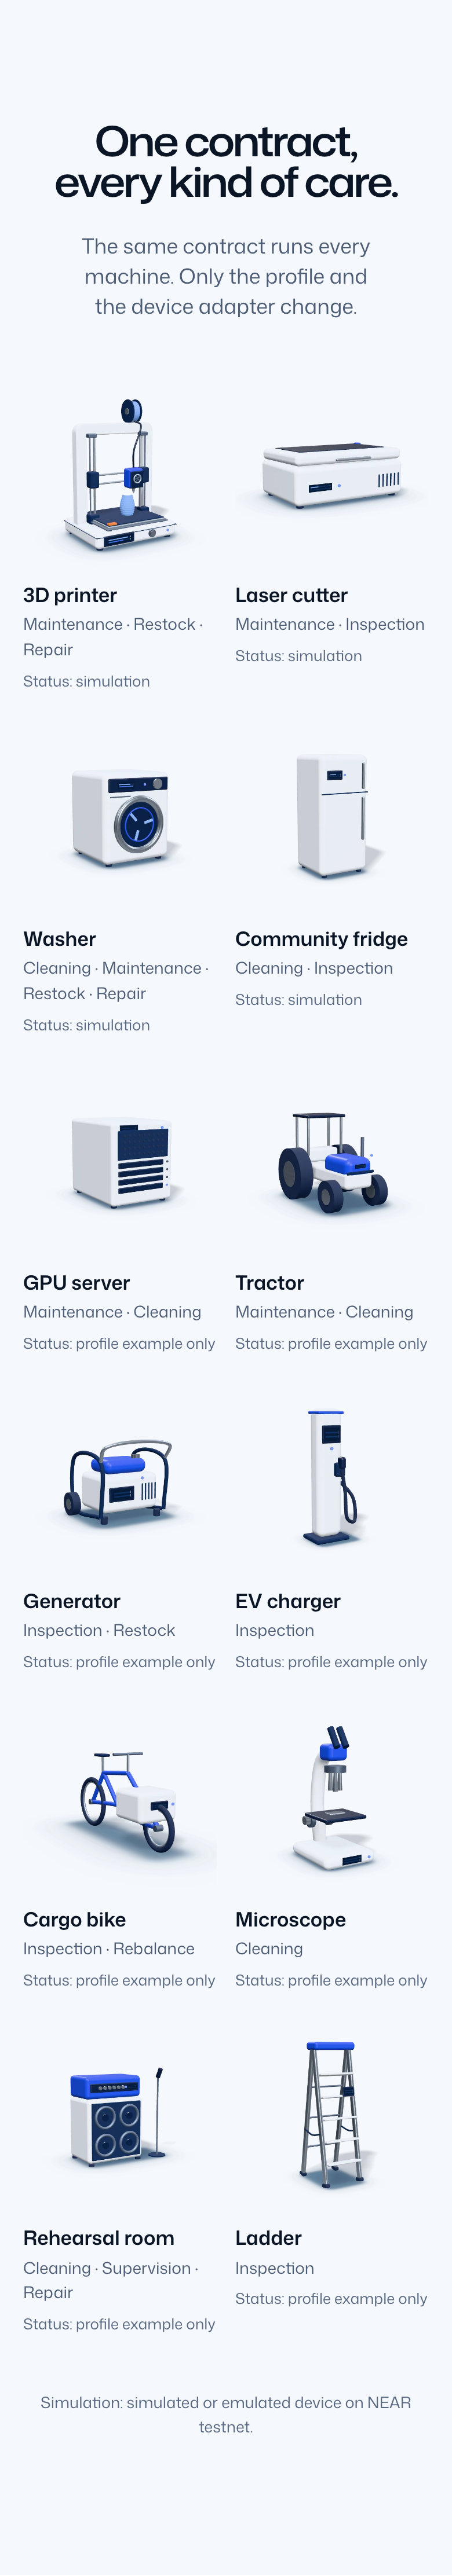 One contract,
every kind of care.
The same contract runs every
machine. Only the profile and
the device adapter change.
3D printer
Maintenance · Restock ·
Repair
Status: simulation
Laser cutter
Maintenance · Inspection
Status: simulation
Washer
Cleaning · Maintenance ·
Restock · Repair
Status: simulation
Community fridge
Cleaning · Inspection
Status: simulation
GPU server
Maintenance · Cleaning
Status: profile example only
Tractor
Maintenance · Cleaning
Status: profile example only
Generator
Inspection · Restock
Status: profile example only
EV charger
Inspection
Status: profile example only
Cargo bike
Inspection · Rebalance
Status: profile example only
Microscope
Cleaning
Status: profile example only
Rehearsal room
Cleaning · Supervision ·
Repair
Status: profile example only
Ladder
Inspection
Status: profile example only
Simulation: simulated or emulated device on NEAR
testnet.